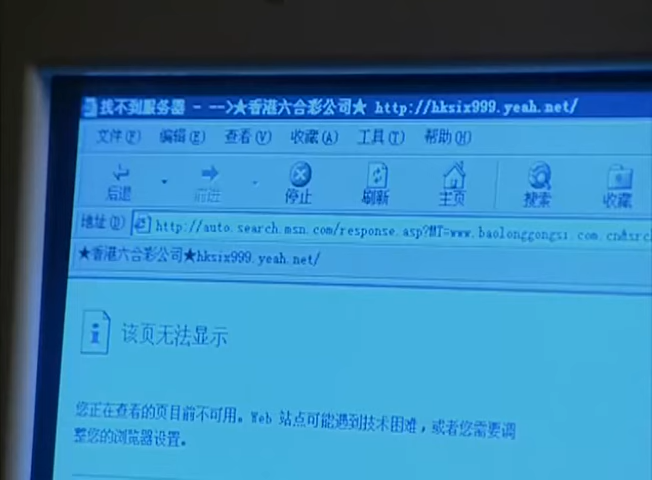 找不到服务器 - -->★香港六合彩公司★ http://hksix999.yeah.net/
文件(F) 编辑(E) 查看(V) 收藏(A) 工具(T) 帮助(H)
后退 前进 停止 刷新 主页 搜索 收藏
地址(D) http://auto.search.msn.com/response.asp?MT=www.baolonggongsi.com.cn&src
★香港六合彩公司★hksix999.yeah.net/
该页无法显示
您正在查看的页目前不可用。Web 站点可能遇到技术困难，或者您需要调
整您的浏览器设置。